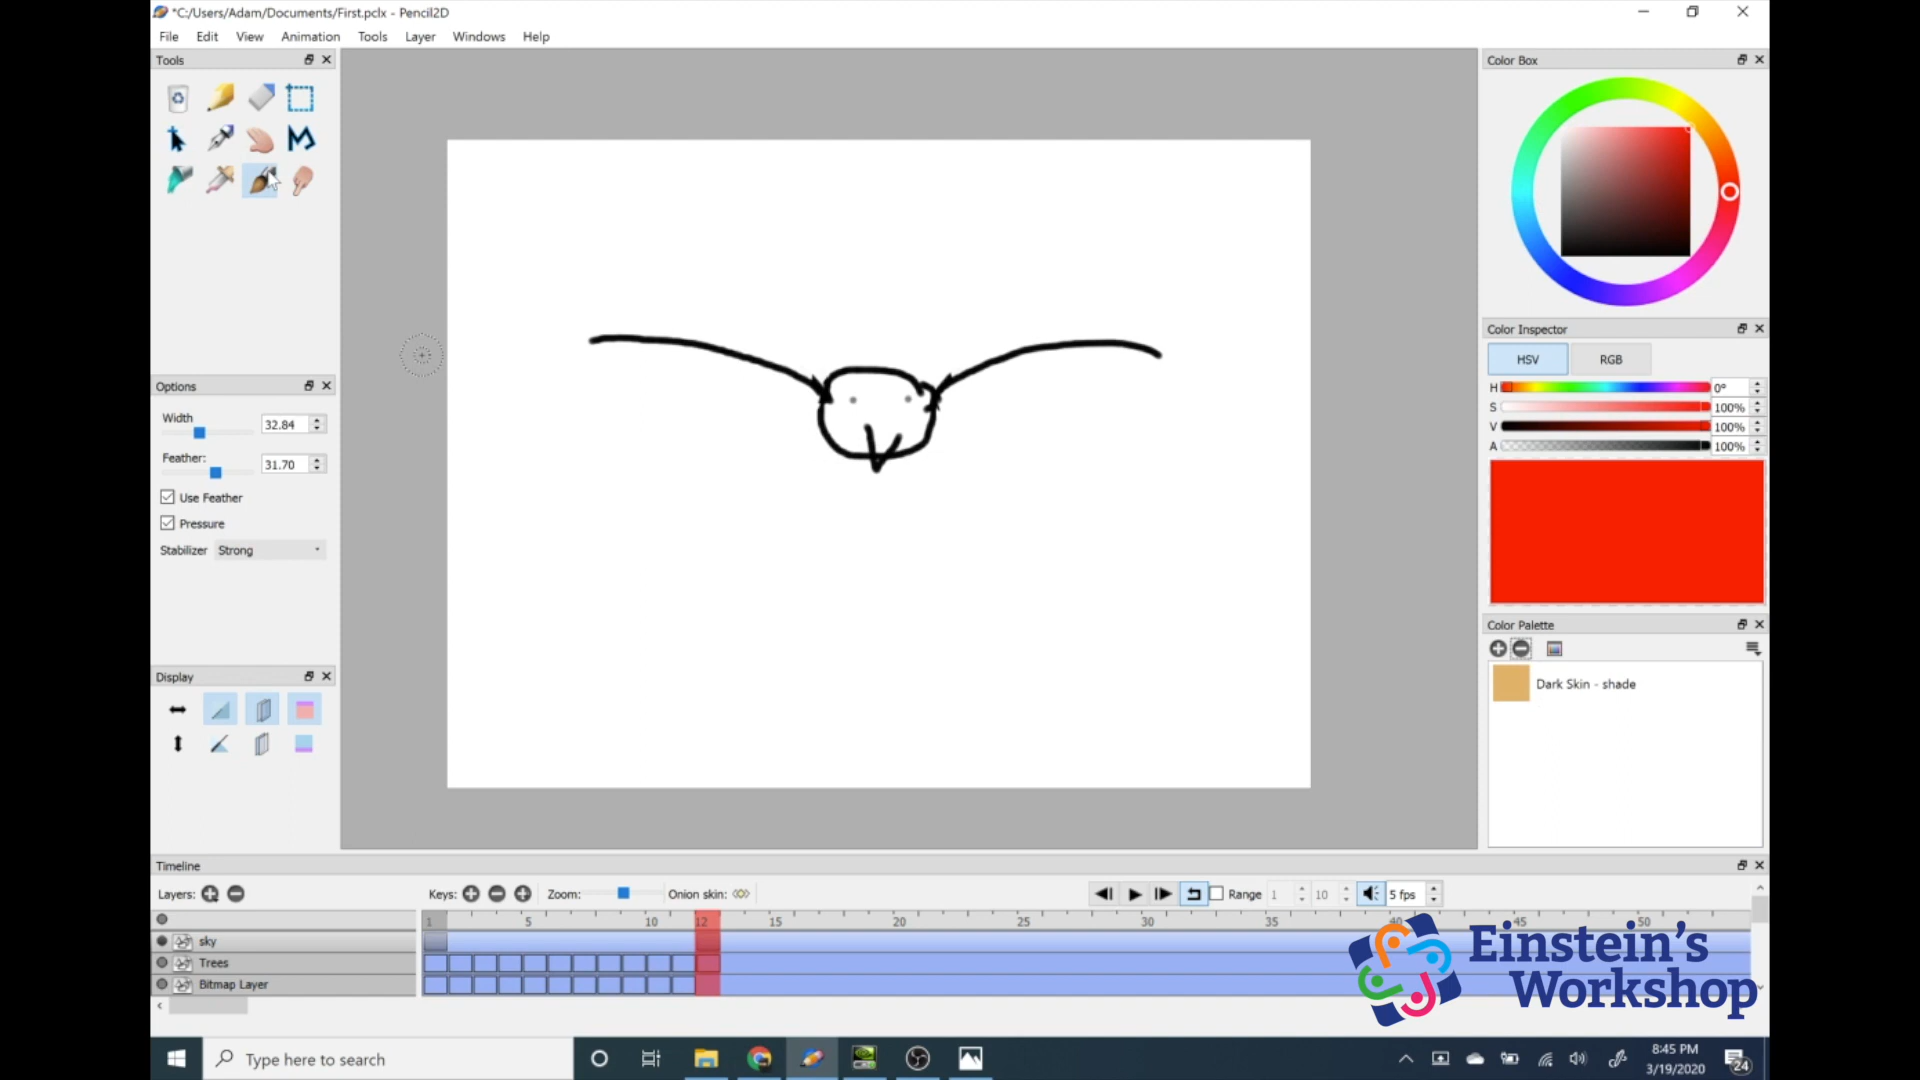 *C:/Users/Adam/Documents/First.pclx - Pencil2D
File Edit View Animation Tools Layer Windows Help
Tools
Color Box
Color Inspector
HSV RGB
H 0°
S 100%
V 100%
A 100%
Options
Width
32.84
Feather:
31.70
Use Feather
Pressure
Stabilizer Strong
Color Palette
Dark Skin - shade
Display
Timeline
Layers: Keys: Zoom: Onion skin: Range 1 10 5 fps
1 5 10 12 15 20 25 30 35 40 45 50
sky
Trees
Bitmap Layer
Einstein's
Workshop
Type here to search
8:45 PM
3/19/2020
24